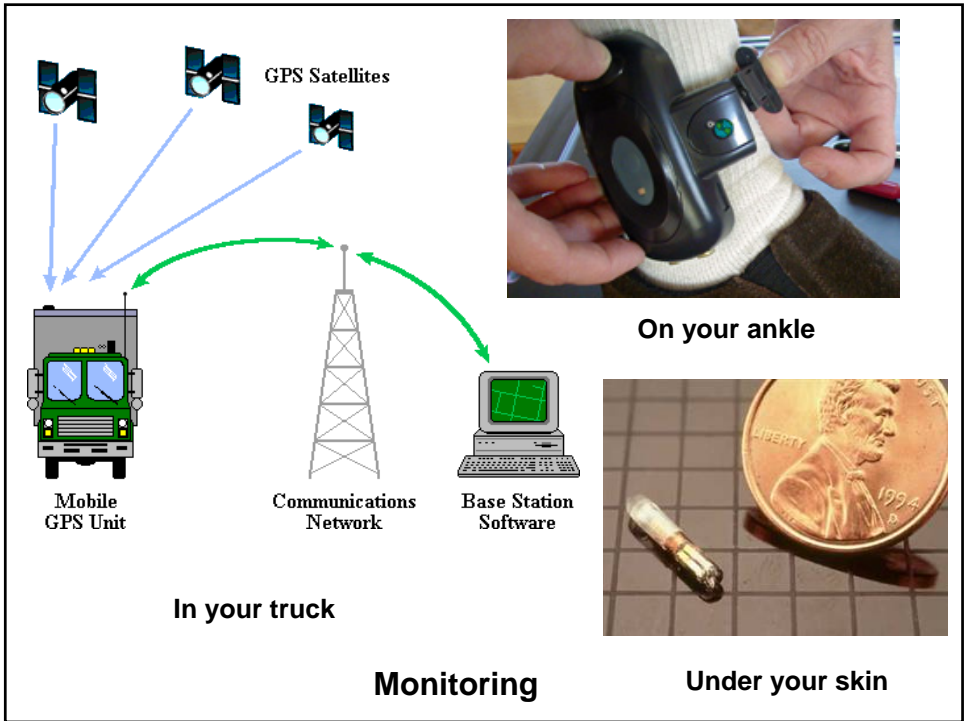 GPS Satellites
Mobile
GPS Unit
Communications
Network
Base Station
Software
In your truck
On your ankle
LIBERTY
1994
D
Under your skin
Monitoring